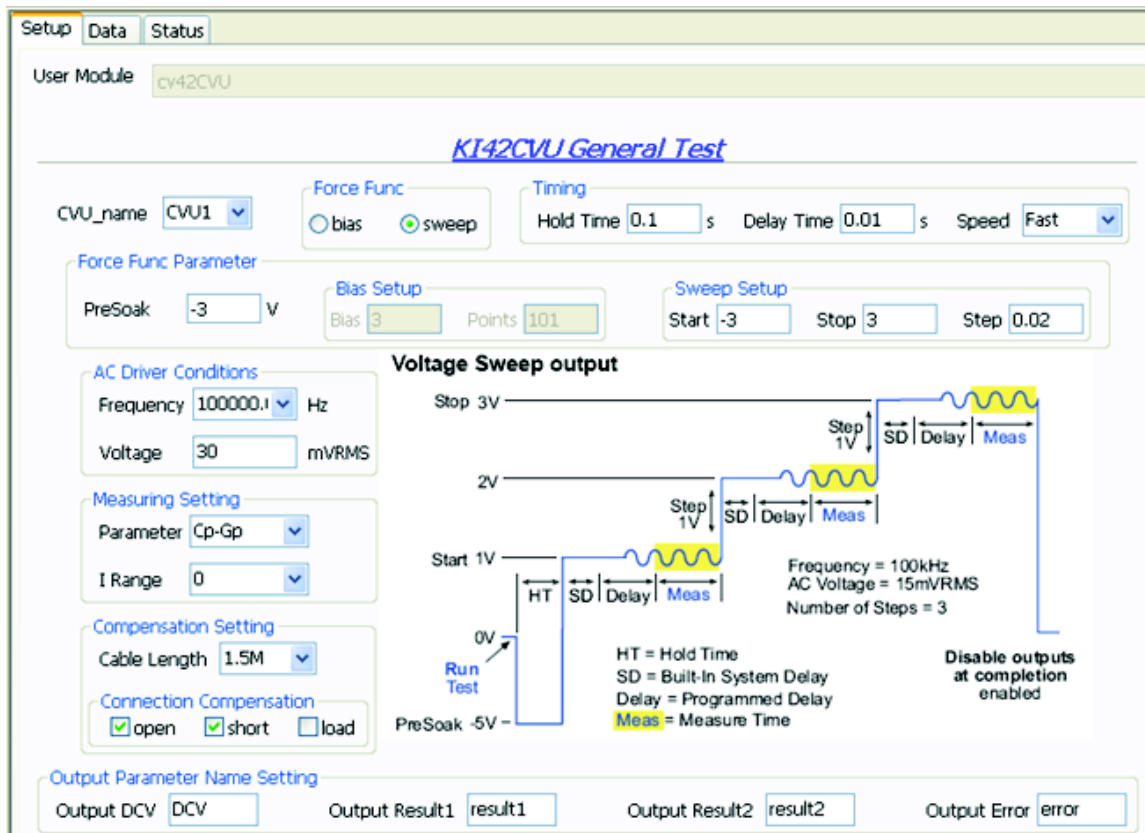 Setup Data Status
User Module cv42CVU
KI42CVU General Test
CVU_name CVU1
Force Func
bias sweep
Timing
Hold Time 0.1 s Delay Time 0.01 s Speed Fast
Force Func Parameter
PreSoak -3 V
Bias Setup
Bias 3 Points 101
Sweep Setup
Start -3 Stop 3 Step 0.02
AC Driver Conditions
Frequency 100000. Hz
Voltage 30 mVRMS
Measuring Setting
Parameter Cp-Gp
I Range 0
Compensation Setting
Cable Length 1.5M
Connection Compensation
open short load
Voltage Sweep output
Stop 3V
Step 1V
SD Delay Meas
2V
Step 1V
SD Delay Meas
Start 1V
HT SD Delay Meas
Frequency = 100kHz
AC Voltage = 15mVRMS
Number of Steps = 3
0V
Run
Test
PreSoak -5V
HT = Hold Time
SD = Built-In System Delay
Delay = Programmed Delay
Meas = Measure Time
Disable outputs
at completion
enabled
Output Parameter Name Setting
Output DCV DCV Output Result1 result1 Output Result2 result2 Output Error error